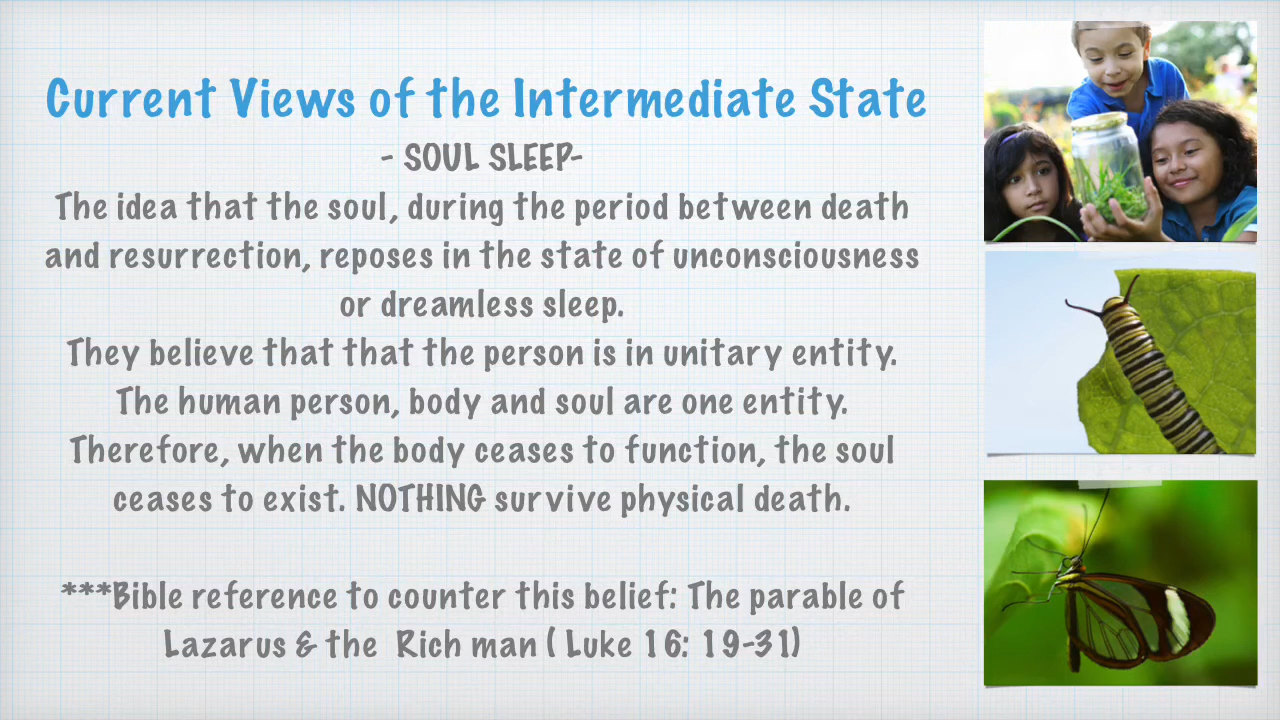 Current Views of the Intermediate State
- SOUL SLEEP-
The idea that the soul, during the period between death
and resurrection, reposes in the state of unconsciousness
or dreamless sleep.
They believe that that the person is in unitary entity.
The human person, body and soul are one entity.
Therefore, when the body ceases to function, the soul
ceases to exist. NOTHING survive physical death.
***Bible reference to counter this belief: The parable of
Lazarus & the Rich man ( Luke 16: 19-31)